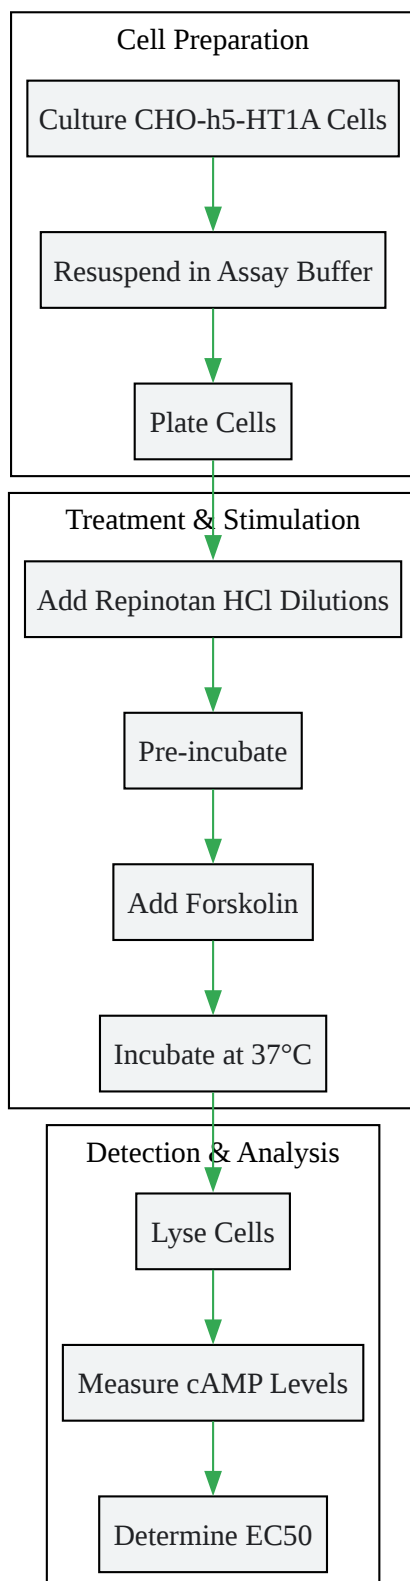 Cell Preparation
Culture CHO-h5-HT1A Cells
Resuspend in Assay Buffer
Plate Cells
Treatment & Stimulation
Add Repinotan HCl Dilutions
Pre-incubate
Add Forskolin
Incubate at 37°C
Detection & Analysis
Lyse Cells
Measure cAMP Levels
Determine EC50